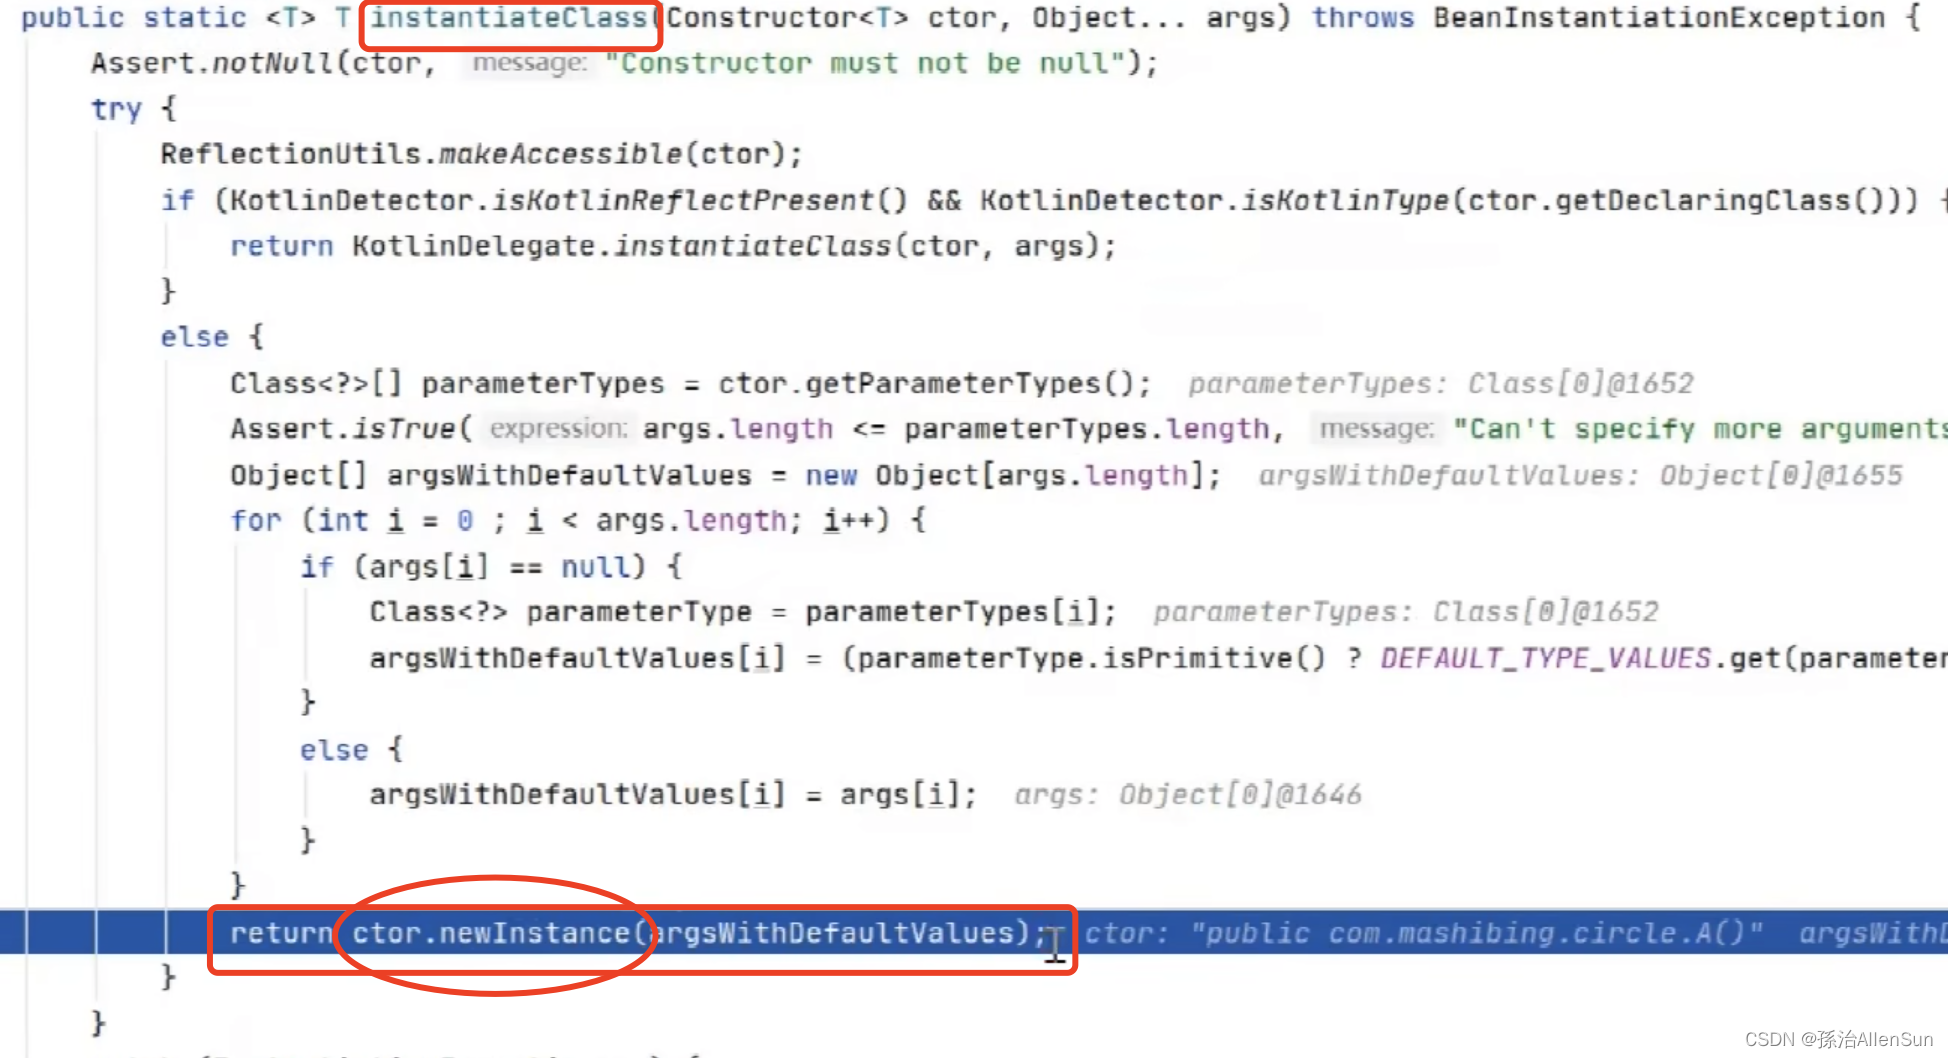 public static <T> T instantiateClass(Constructor<T> ctor, Object... args) throws BeanInstantiationException {
Assert.notNull(ctor, message: "Constructor must not be null");
try {
ReflectionUtils.makeAccessible(ctor);
if (KotlinDetector.isKotlinReflectPresent() && KotlinDetector.isKotlinType(ctor.getDeclaringClass())) {
return KotlinDelegate.instantiateClass(ctor, args);
}
else {
Class<?>[] parameterTypes = ctor.getParameterTypes(); parameterTypes: Class[0]@1652
Assert.isTrue( expression: args.length <= parameterTypes.length, message: "Can't specify more arguments
Object[] argsWithDefaultValues = new Object[args.length]; argsWithDefaultValues: Object[0]@1655
for (int i = 0 ; i < args.length; i++) {
if (args[i] == null) {
Class<?> parameterType = parameterTypes[i]; parameterTypes: Class[0]@1652
argsWithDefaultValues[i] = (parameterType.isPrimitive() ? DEFAULT_TYPE_VALUES.get(parameter
}
else {
argsWithDefaultValues[i] = args[i]; args: Object[0]@1646
}
}
return ctor.newInstance(argsWithDefaultValues); ctor: "public com.mashibing.circle.A()" argsWithD
}
}
CSDN @孫治AllenSun